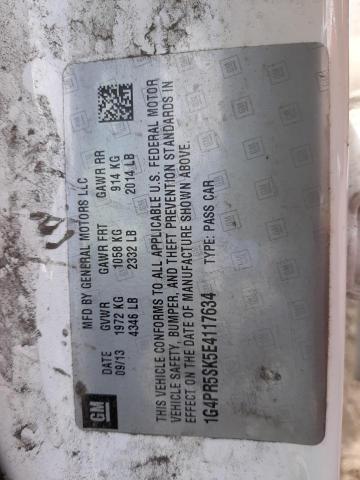 GM
MFD BY GENERAL MOTORS LLC
DATE GVWR GAWR FRT GAWR RR
09/13 1972 KG 1058 KG 914 KG
4346 LB 2332 LB 2014 LB
THIS VEHICLE CONFORMS TO ALL APPLICABLE U.S. FEDERAL MOTOR
VEHICLE SAFETY, BUMPER, AND THEFT PREVENTION STANDARDS IN
EFFECT ON THE DATE OF MANUFACTURE SHOWN ABOVE.
1G4PR5SK5E4117634 TYPE: PASS CAR